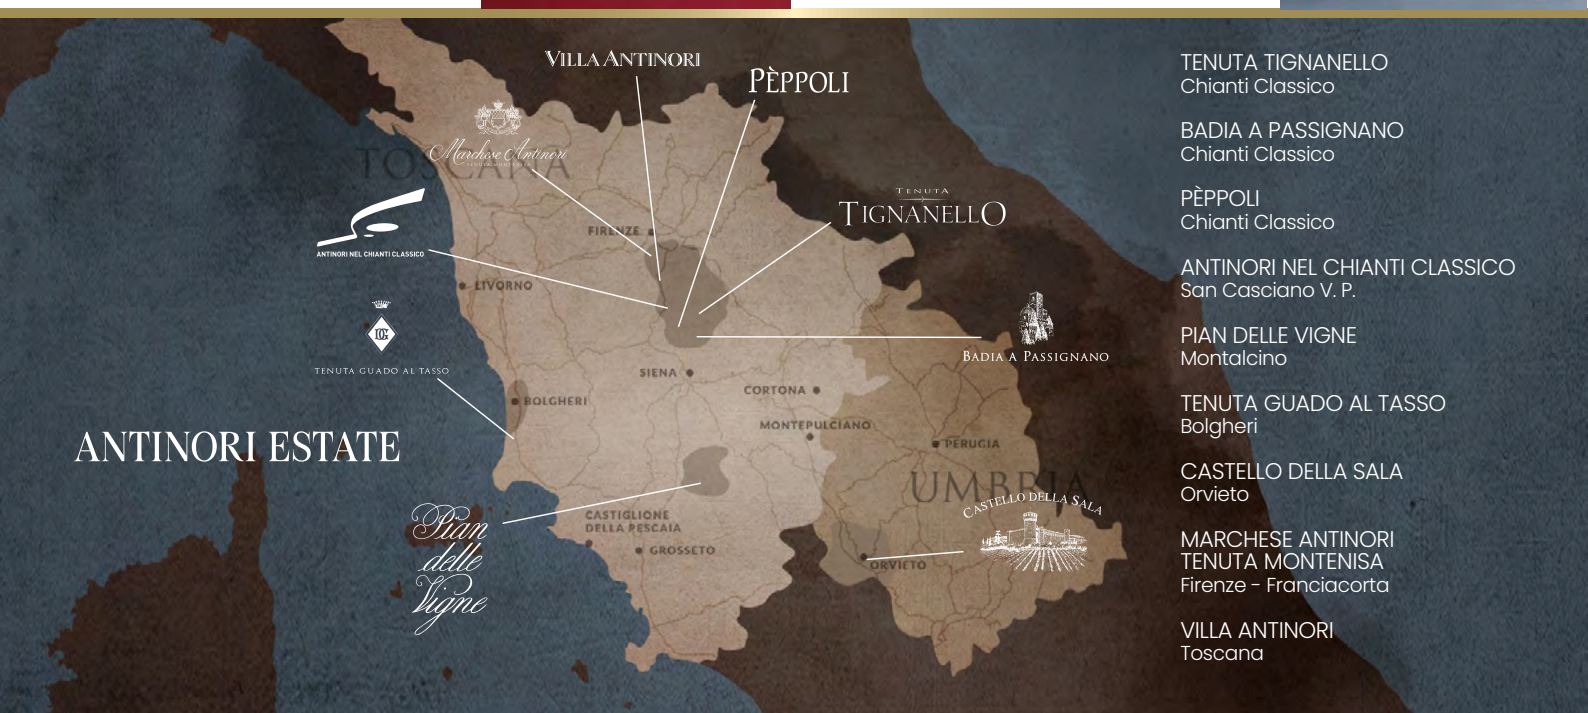 VILLA ANTINORI
PÈPPOLI
TOSCANA
Marchese Antinori
TENUTA
TIGNANELLO
FIRENZE
ANTINORI NEL CHIANTI CLASSICO
LIVORNO
BADIA A PASSIGNANO
TENUTA GUADO AL TASSO
SIENA
CORTONA
BOLGHERI
MONTEPULCIANO
ANTINORI ESTATE
PERUGIA
UMBRIA
CASTELLO DELLA SALA
Pian
delle
Vigne
CASTIGLIONE
DELLA PESCAIA
GROSSETO
ORVIETO
TENUTA TIGNANELLO
Chianti Classico
BADIA A PASSIGNANO
Chianti Classico
PÈPPOLI
Chianti Classico
ANTINORI NEL CHIANTI CLASSICO
San Casciano V. P.
PIAN DELLE VIGNE
Montalcino
TENUTA GUADO AL TASSO
Bolgheri
CASTELLO DELLA SALA
Orvieto
MARCHESE ANTINORI
TENUTA MONTENISA
Firenze - Franciacorta
VILLA ANTINORI
Toscana